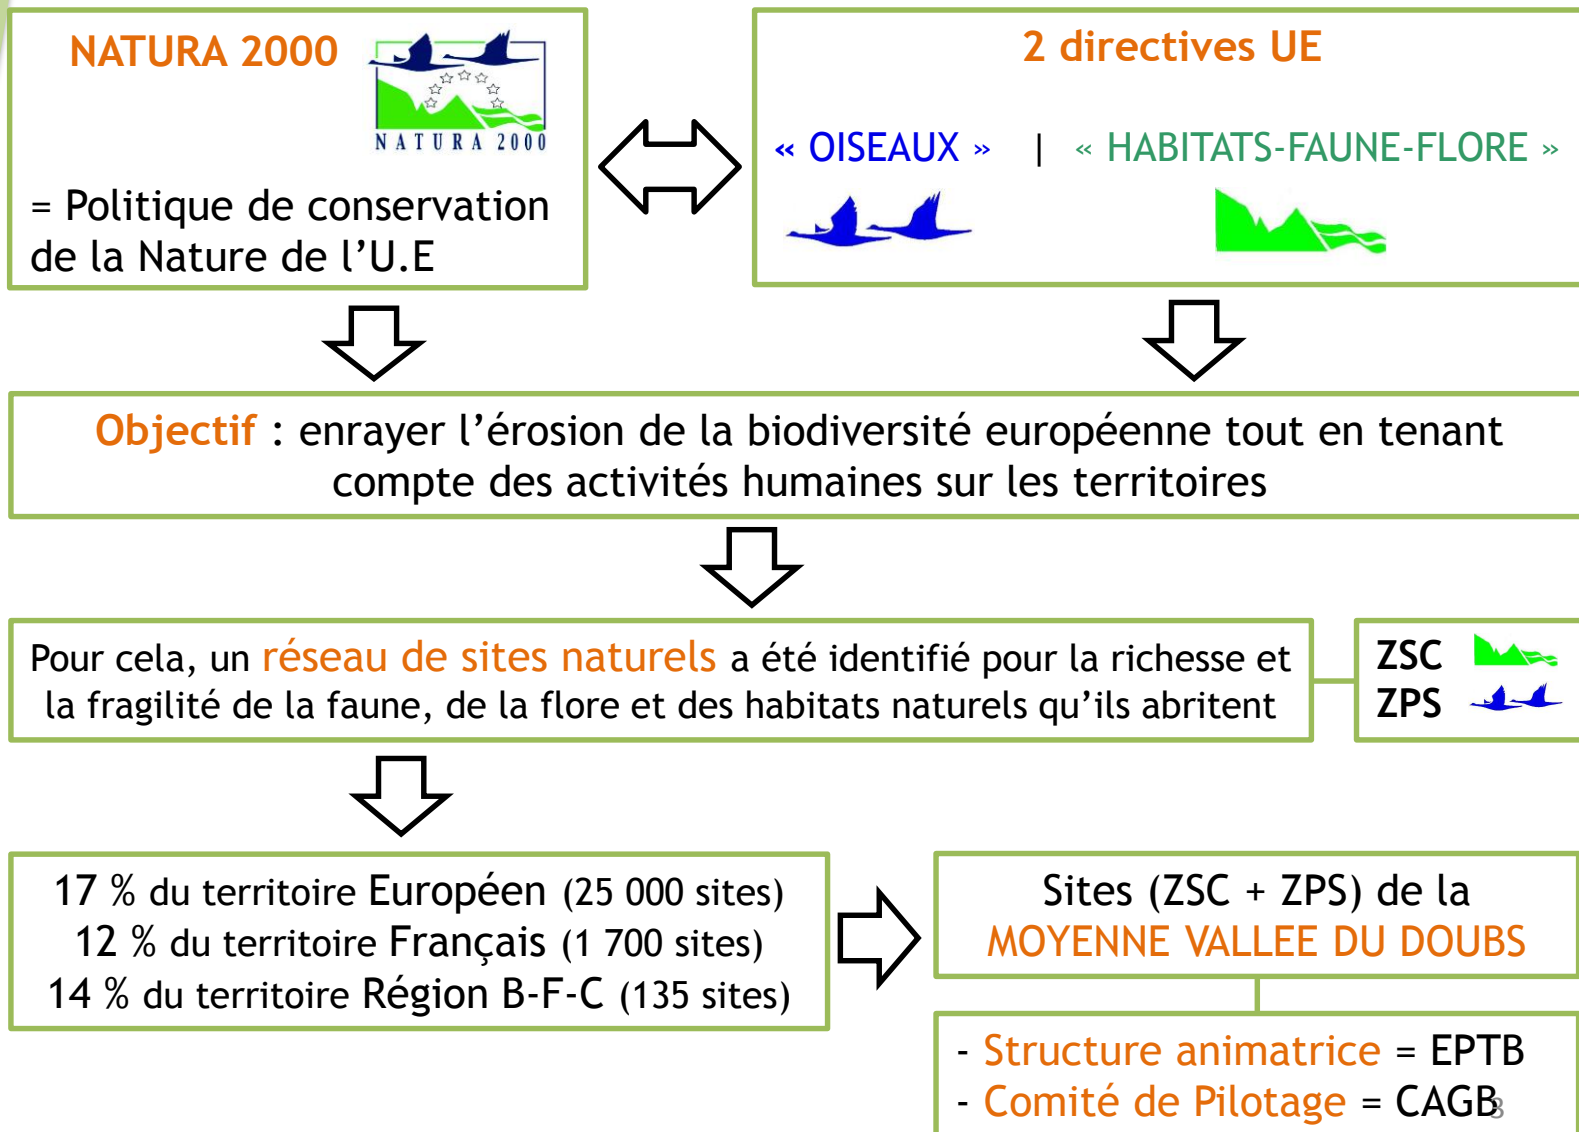 NATURA 2000
NATURA 2000
= Politique de conservation
de la Nature de l’U.E
2 directives UE
« OISEAUX » | « HABITATS-FAUNE-FLORE »
Objectif : enrayer l’érosion de la biodiversité européenne tout en tenant
compte des activités humaines sur les territoires
Pour cela, un réseau de sites naturels a été identifié pour la richesse et
la fragilité de la faune, de la flore et des habitats naturels qu’ils abritent
ZSC
ZPS
17 % du territoire Européen (25 000 sites)
12 % du territoire Français (1 700 sites)
14 % du territoire Région B-F-C (135 sites)
Sites (ZSC + ZPS) de la
MOYENNE VALLEE DU DOUBS
- Structure animatrice = EPTB
- Comité de Pilotage = CAGB
3